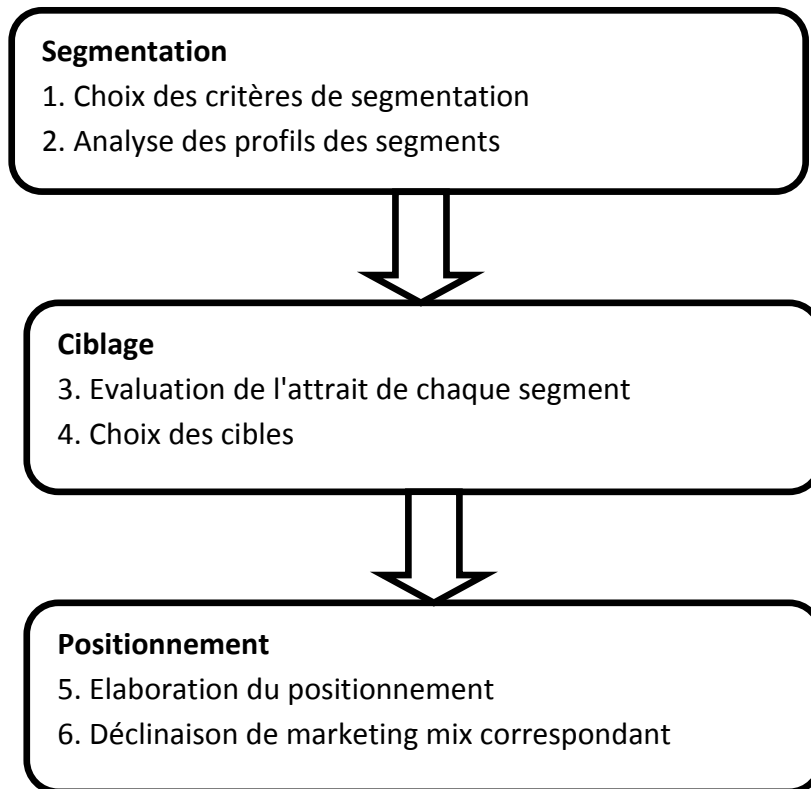 Segmentation
1. Choix des critères de segmentation
2. Analyse des profils des segments
Ciblage
3. Evaluation de l'attrait de chaque segment
4. Choix des cibles
Positionnement
5. Elaboration du positionnement
6. Déclinaison de marketing mix correspondant